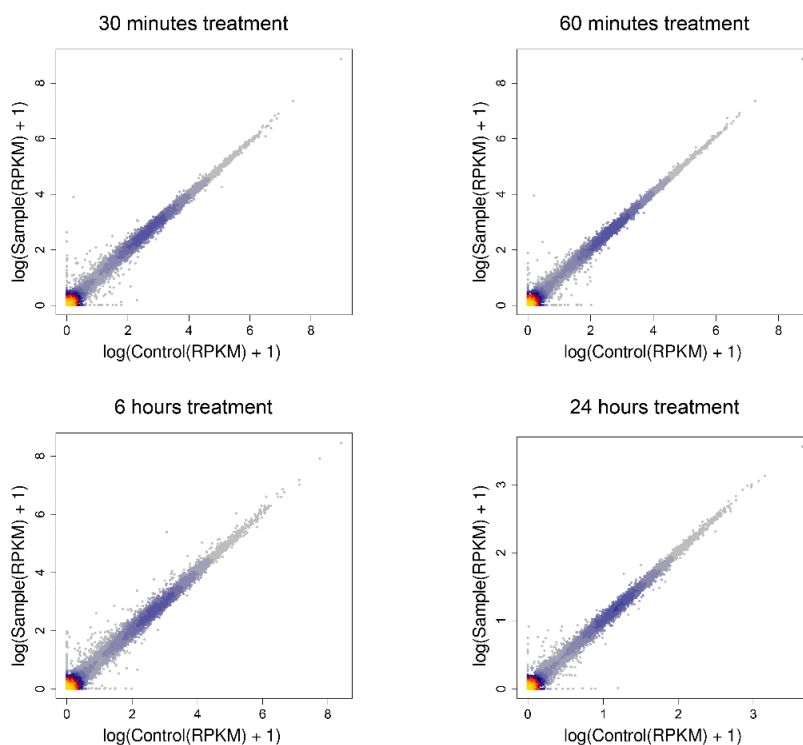 30 minutes treatment
60 minutes treatment
log(Sample(RPKM) + 1)
8
6
4
2
0
0 2 4 6 8
log(Control(RPKM) + 1)
log(Sample(RPKM) + 1)
8
6
4
2
0
0 2 4 6 8
log(Control(RPKM) + 1)
6 hours treatment
24 hours treatment
log(Sample(RPKM) + 1)
8
6
4
2
0
0 2 4 6 8
log(Control(RPKM) + 1)
log(Sample(RPKM) + 1)
3
2
1
0
0 1 2 3
log(Control(RPKM) + 1)